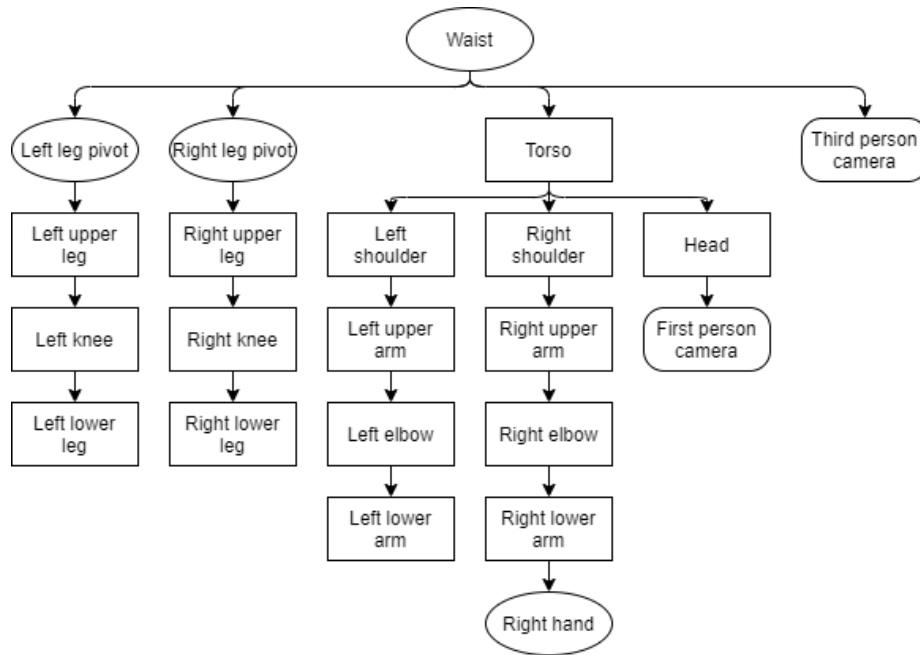 Waist
Left leg pivot
Right leg pivot
Torso
Third person
camera
Left upper
leg
Right upper
leg
Left
shoulder
Right
shoulder
Head
Left knee
Right knee
Left upper
arm
Right upper
arm
First person
camera
Left lower
leg
Right lower
leg
Left elbow
Right elbow
Left lower
arm
Right lower
arm
Right hand